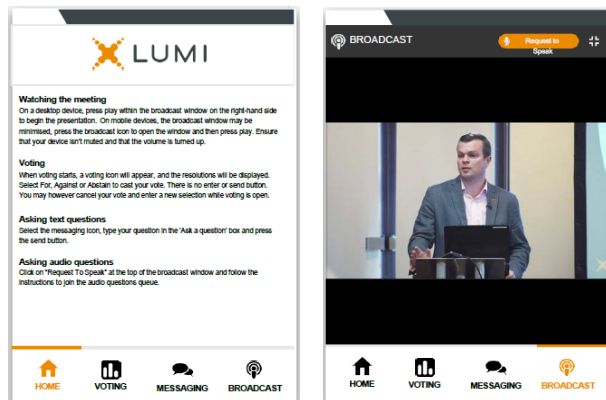 LUMI
Watching the meeting
On a desktop device, press play within the broadcast window on the right-hand side
to begin the presentation. On mobile devices, the broadcast window may be
minimised, press the broadcast icon to open the window and then press play. Ensure
that your device isn't muted and that the volume is turned up.
Voting
When voting starts, a voting icon will appear, and the resolutions will be displayed.
Select For, Against or Abstain to cast your vote. There is no enter or send button.
You may however cancel your vote and enter a new selection while voting is open.
Asking text questions
Select the messaging icon, type your question in the 'Ask a question' box and press
the send button.
Asking audio questions
Click on "Request To Speak" at the top of the broadcast window and follow the
instructions to join the audio questions queue.
HOME
VOTING
MESSAGING
BROADCAST
BROADCAST
Request to
Speak
HOME
VOTING
MESSAGING
BROADCAST